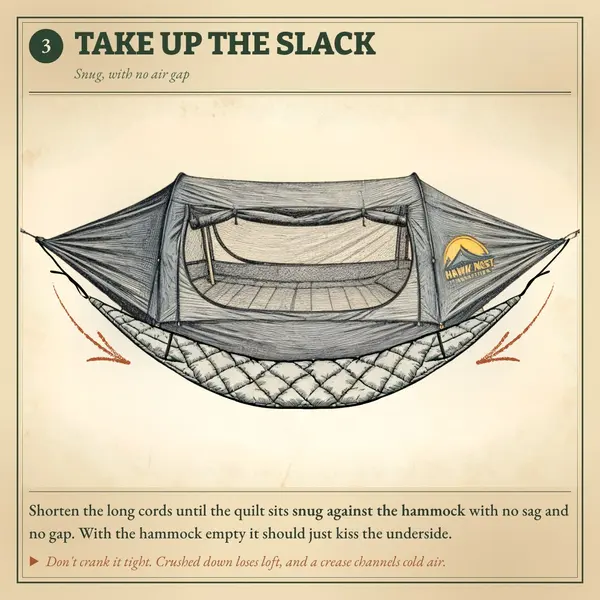 3
TAKE UP THE SLACK
Snug, with no air gap
HAWK NEST
Shorten the long cords until the quilt sits snug against the hammock with no sag and
no gap. With the hammock empty it should just kiss the underside.
Don't crank it tight. Crushed down loses loft, and a crease channels cold air.